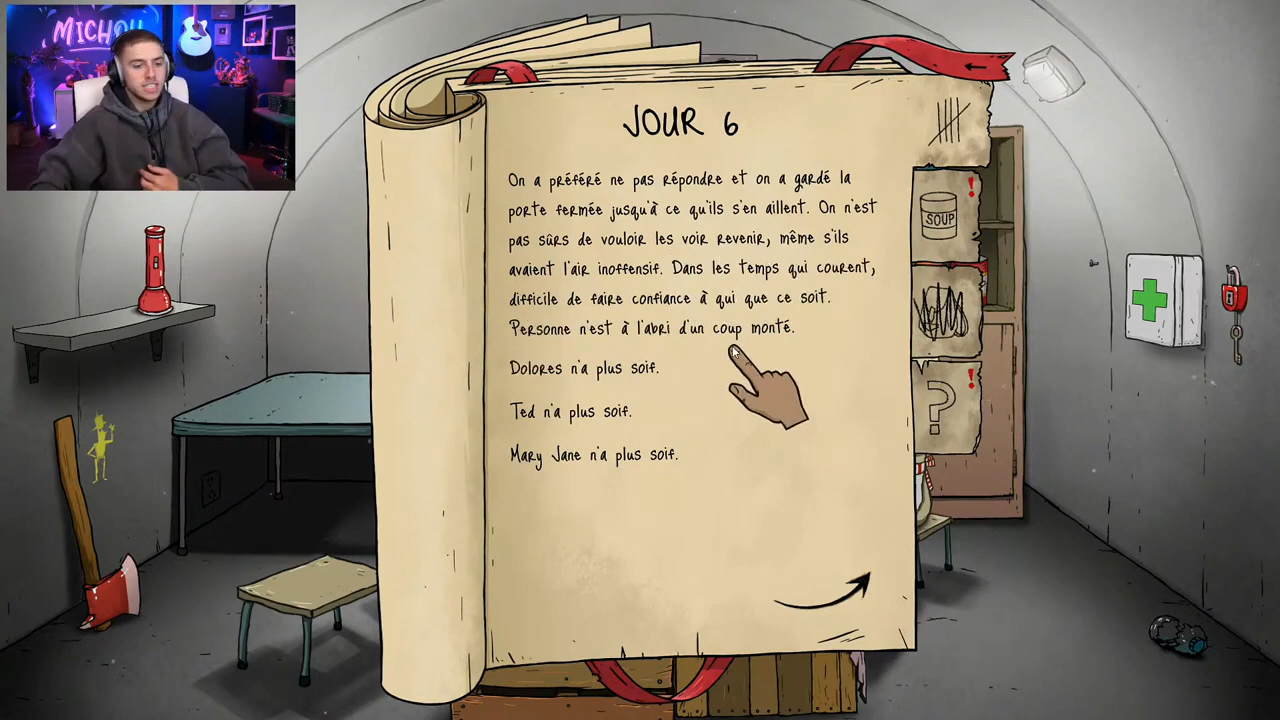 MICHOU
JOUR 6
On a préféré ne pas répondre et on a gardé la
porte fermée jusqu'à ce qu'ils s'en aillent. On n'est
pas sûrs de vouloir les voir revenir, même s'ils
avaient l'air inoffensif. Dans les temps qui courent,
difficile de faire confiance à qui que ce soit.
Personne n'est à l'abri d'un coup monté.
Dolores n'a plus soif.
Ted n'a plus soif.
Mary Jane n'a plus soif.
!
SOUP
!
?